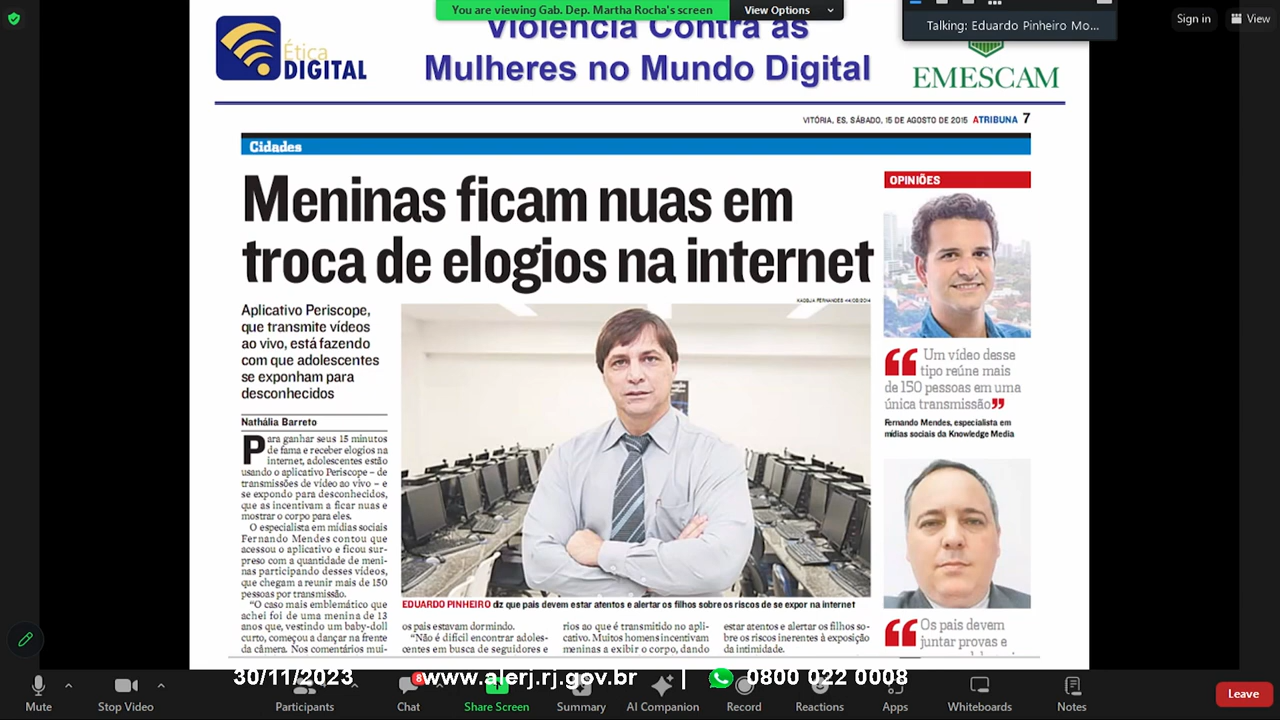 You are viewing Gab. Dep. Martha Rocha's screen
View Options
Talking: Eduardo Pinheiro Mo...
Sign in
View
Ética
DIGITAL
Violência Contra as
Mulheres no Mundo Digital
EMESCAM
VITÓRIA, ES, SÁBADO, 15 DE AGOSTO DE 2015 ATRIBUNA 7
Cidades
Meninas ficam nuas em
troca de elogios na internet
Aplicativo Periscope,
que transmite vídeos
ao vivo, está fazendo
com que adolescentes
se exponham para
desconhecidos
Nathália Barreto
Para ganhar seus 15 minutos
de fama e receber elogios na
internet, adolescentes estão
usando o aplicativo Periscope – de
transmissões de vídeo ao vivo – e
se expondo para desconhecidos,
que as incentivam a ficar nuas e
mostrar o corpo para eles.
O especialista em mídias sociais
Fernando Mendes contou que
acessou o aplicativo e ficou sur-
preso com a quantidade de meni-
nas participando desses vídeos,
que chegam a reunir mais de 150
pessoas por transmissão.
“O caso mais emblemático que
achei foi de uma menina de 13
anos que, vestindo um baby-doll
curto, começou a dançar na frente
da câmera. Nos comentários mui-
EDUARDO PINHEIRO diz que pais devem estar atentos e alertar os filhos sobre os riscos de se expor na internet
os pais estavam dormindo.
“Não é difícil encontrar adoles-
centes em busca de seguidores e
rios ao que é transmitido no apli-
cativo. Muitos homens incentivam
meninas a exibir o corpo, dando
estar atentos e alertar os filhos so-
bre os riscos inerentes à exposição
da intimidade.
OPINIÕES
“ Um vídeo desse
tipo reúne mais
de 150 pessoas em uma
única transmissão”
Fernando Mendes, especialista em
mídias sociais da Knowledge Media
“ Os pais devem
juntar provas e
30/11/2023 www.alerj.rj.gov.br | 0800 022 0008
8
Mute
Stop Video
Participants
Chat
Share Screen
Summary
AI Companion
Record
Reactions
Apps
Whiteboards
Notes
Leave